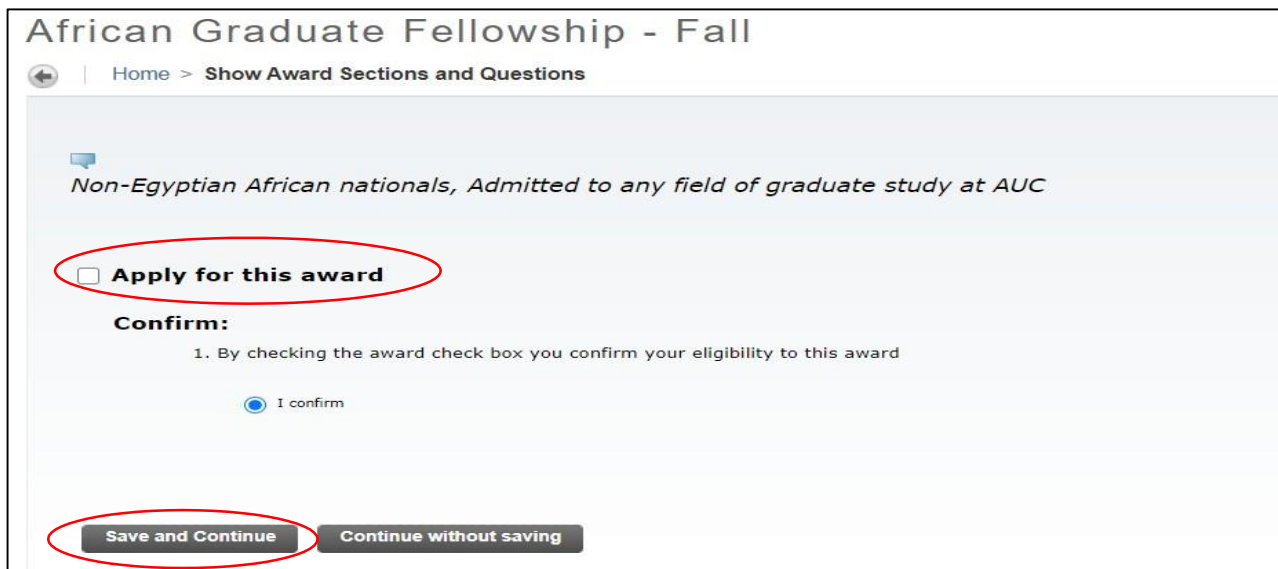 African Graduate Fellowship - Fall
Home > Show Award Sections and Questions
Non-Egyptian African nationals, Admitted to any field of graduate study at AUC
Apply for this award
Confirm:
1. By checking the award check box you confirm your eligibility to this award
I confirm
Save and Continue Continue without saving